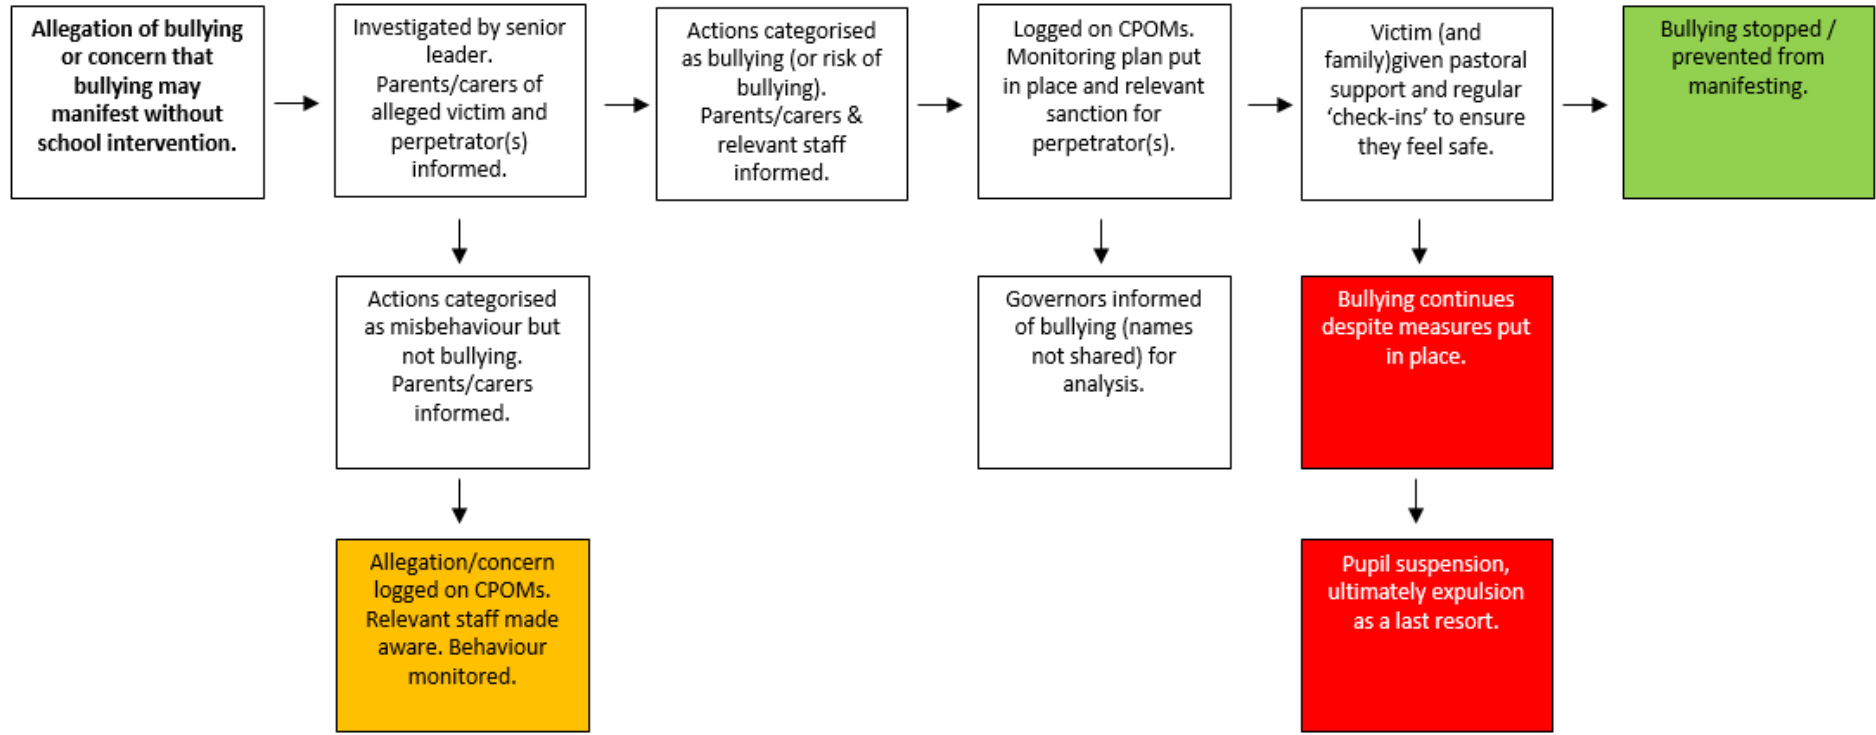 Allegation of bullying
or concern that
bullying may
manifest without
school intervention.
Investigated by senior
leader.
Parents/carers of
alleged victim and
perpetrator(s)
informed.
Actions categorised
as bullying (or risk of
bullying).
Parents/carers &
relevant staff
informed.
Logged on CPOMs.
Monitoring plan put
in place and relevant
sanction for
perpetrator(s).
Victim (and
family)given pastoral
support and regular
‘check-ins’ to ensure
they feel safe.
Bullying stopped /
prevented from
manifesting.
Actions categorised
as misbehaviour but
not bullying.
Parents/carers
informed.
Governors informed
of bullying (names
not shared) for
analysis.
Bullying continues
despite measures put
in place.
Allegation/concern
logged on CPOMs.
Relevant staff made
aware. Behaviour
monitored.
Pupil suspension,
ultimately expulsion
as a last resort.